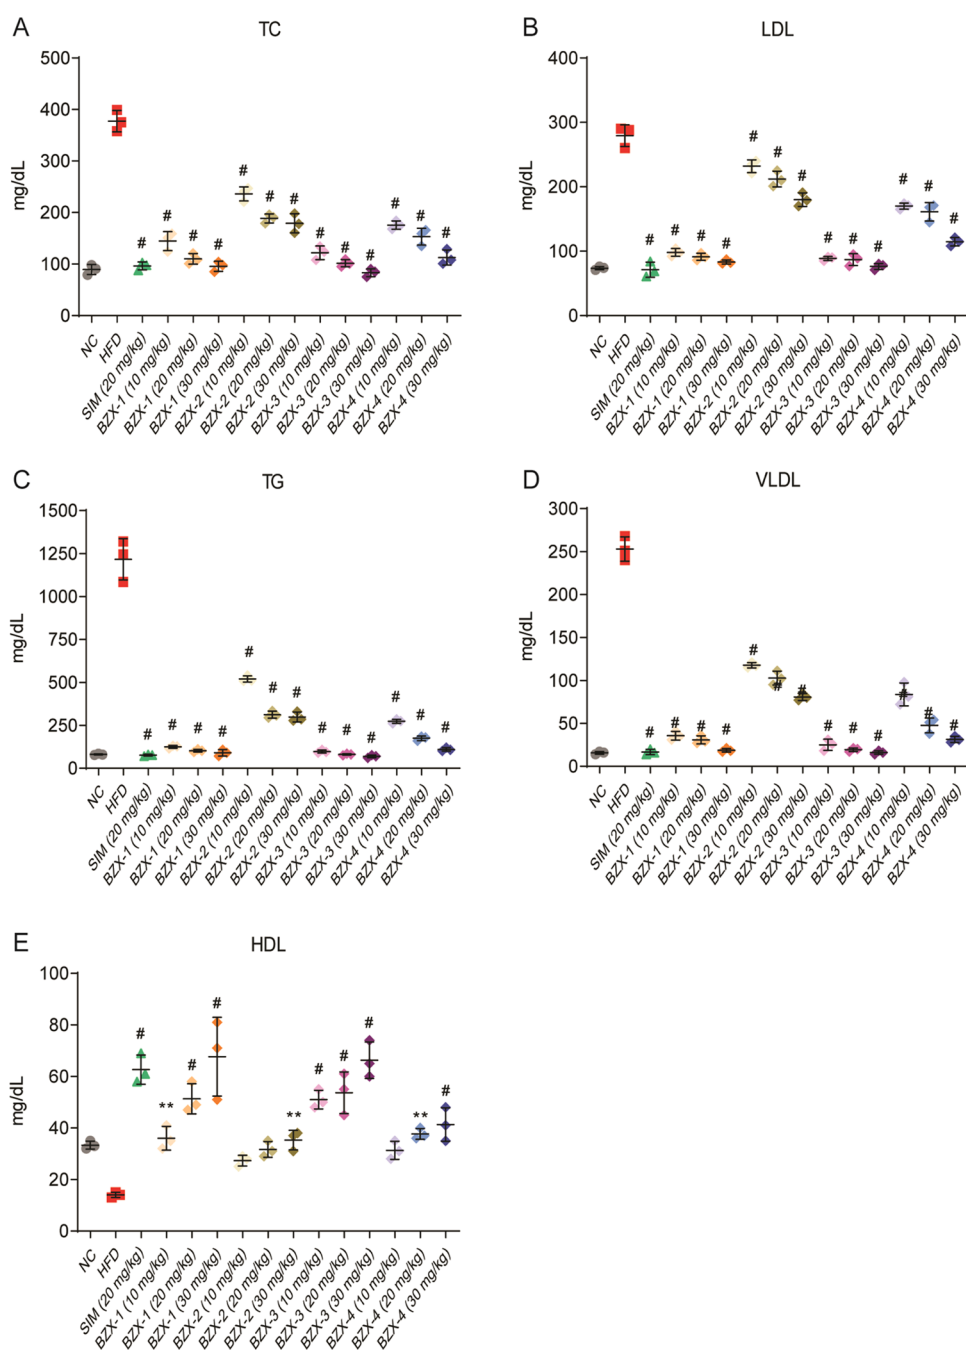 A
TC
mg/dL
500
400
300
200
100
0
# # # # # # # # # # # # #
NC
HFD
SIM (20 mg/kg)
BZX-1 (10 mg/kg)
BZX-1 (20 mg/kg)
BZX-1 (30 mg/kg)
BZX-2 (10 mg/kg)
BZX-2 (20 mg/kg)
BZX-2 (30 mg/kg)
BZX-3 (10 mg/kg)
BZX-3 (20 mg/kg)
BZX-3 (30 mg/kg)
BZX-4 (10 mg/kg)
BZX-4 (20 mg/kg)
BZX-4 (30 mg/kg)
B
LDL
mg/dL
400
300
200
100
0
# # # # # # # # # # # # #
NC
HFD
SIM (20 mg/kg)
BZX-1 (10 mg/kg)
BZX-1 (20 mg/kg)
BZX-1 (30 mg/kg)
BZX-2 (10 mg/kg)
BZX-2 (20 mg/kg)
BZX-2 (30 mg/kg)
BZX-3 (10 mg/kg)
BZX-3 (20 mg/kg)
BZX-3 (30 mg/kg)
BZX-4 (10 mg/kg)
BZX-4 (20 mg/kg)
BZX-4 (30 mg/kg)
C
TG
mg/dL
1500
1250
1000
750
500
250
0
# # # # # # # # # # # # #
NC
HFD
SIM (20 mg/kg)
BZX-1 (10 mg/kg)
BZX-1 (20 mg/kg)
BZX-1 (30 mg/kg)
BZX-2 (10 mg/kg)
BZX-2 (20 mg/kg)
BZX-2 (30 mg/kg)
BZX-3 (10 mg/kg)
BZX-3 (20 mg/kg)
BZX-3 (30 mg/kg)
BZX-4 (10 mg/kg)
BZX-4 (20 mg/kg)
BZX-4 (30 mg/kg)
D
VLDL
mg/dL
300
250
200
150
100
50
0
# # # # # # # # # # # # #
NC
HFD
SIM (20 mg/kg)
BZX-1 (10 mg/kg)
BZX-1 (20 mg/kg)
BZX-1 (30 mg/kg)
BZX-2 (10 mg/kg)
BZX-2 (20 mg/kg)
BZX-2 (30 mg/kg)
BZX-3 (10 mg/kg)
BZX-3 (20 mg/kg)
BZX-3 (30 mg/kg)
BZX-4 (10 mg/kg)
BZX-4 (20 mg/kg)
BZX-4 (30 mg/kg)
E
HDL
mg/dL
100
80
60
40
20
0
# ** # # ** # # # ** #
NC
HFD
SIM (20 mg/kg)
BZX-1 (10 mg/kg)
BZX-1 (20 mg/kg)
BZX-1 (30 mg/kg)
BZX-2 (10 mg/kg)
BZX-2 (20 mg/kg)
BZX-2 (30 mg/kg)
BZX-3 (10 mg/kg)
BZX-3 (20 mg/kg)
BZX-3 (30 mg/kg)
BZX-4 (10 mg/kg)
BZX-4 (20 mg/kg)
BZX-4 (30 mg/kg)